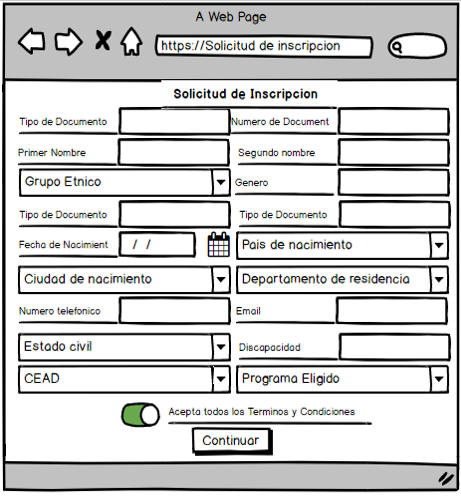 A Web Page
https://Solicitud de inscripcion
Solicitud de Inscripcion
Tipo de Documento Numero de Document
Primer Nombre Segundo nombre
Grupo Etnico Genero
Tipo de Documento Tipo de Documento
Fecha de Nacimient / / Pais de nacimiento
Ciudad de nacimiento Departamento de residencia
Numero telefonico Email
Estado civil Discapacidad
CEAD Programa Eligido
Acepta todos los Terminos y Condiciones
Continuar